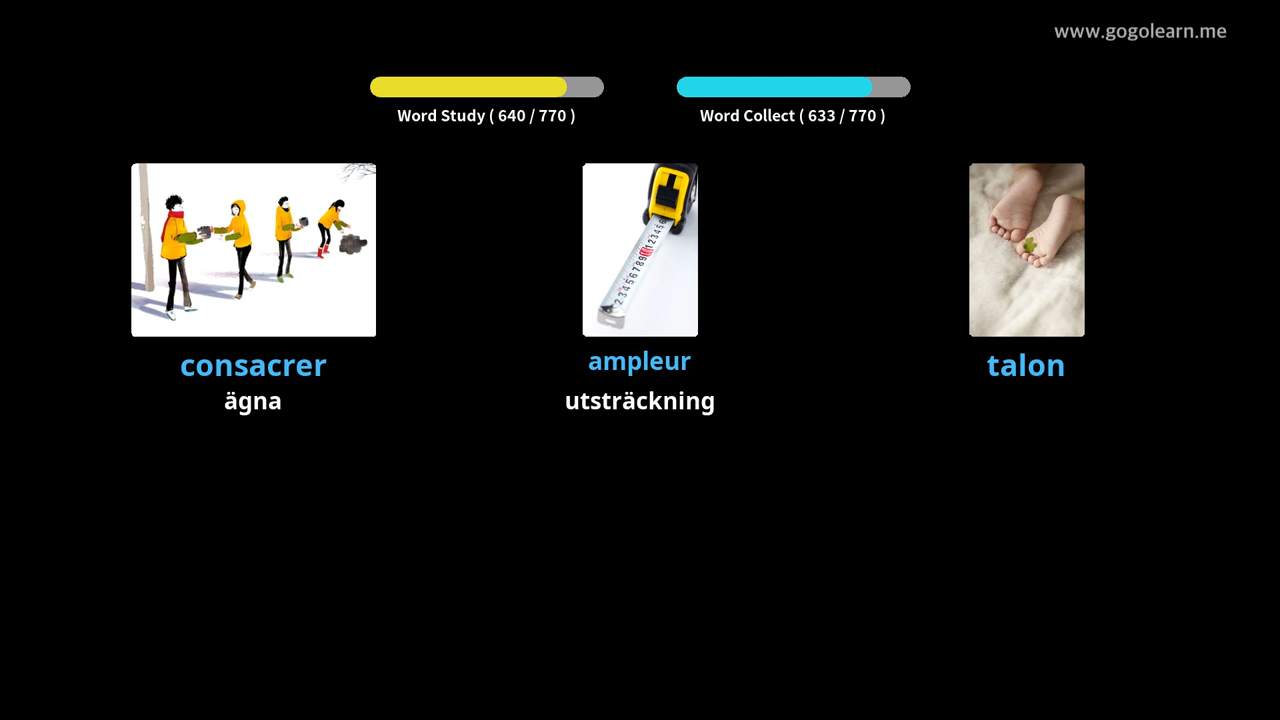 www.gogolearn.me
Word Study ( 640 / 770 )
Word Collect ( 633 / 770 )
consacrer
ägna
ampleur
utsträckning
talon